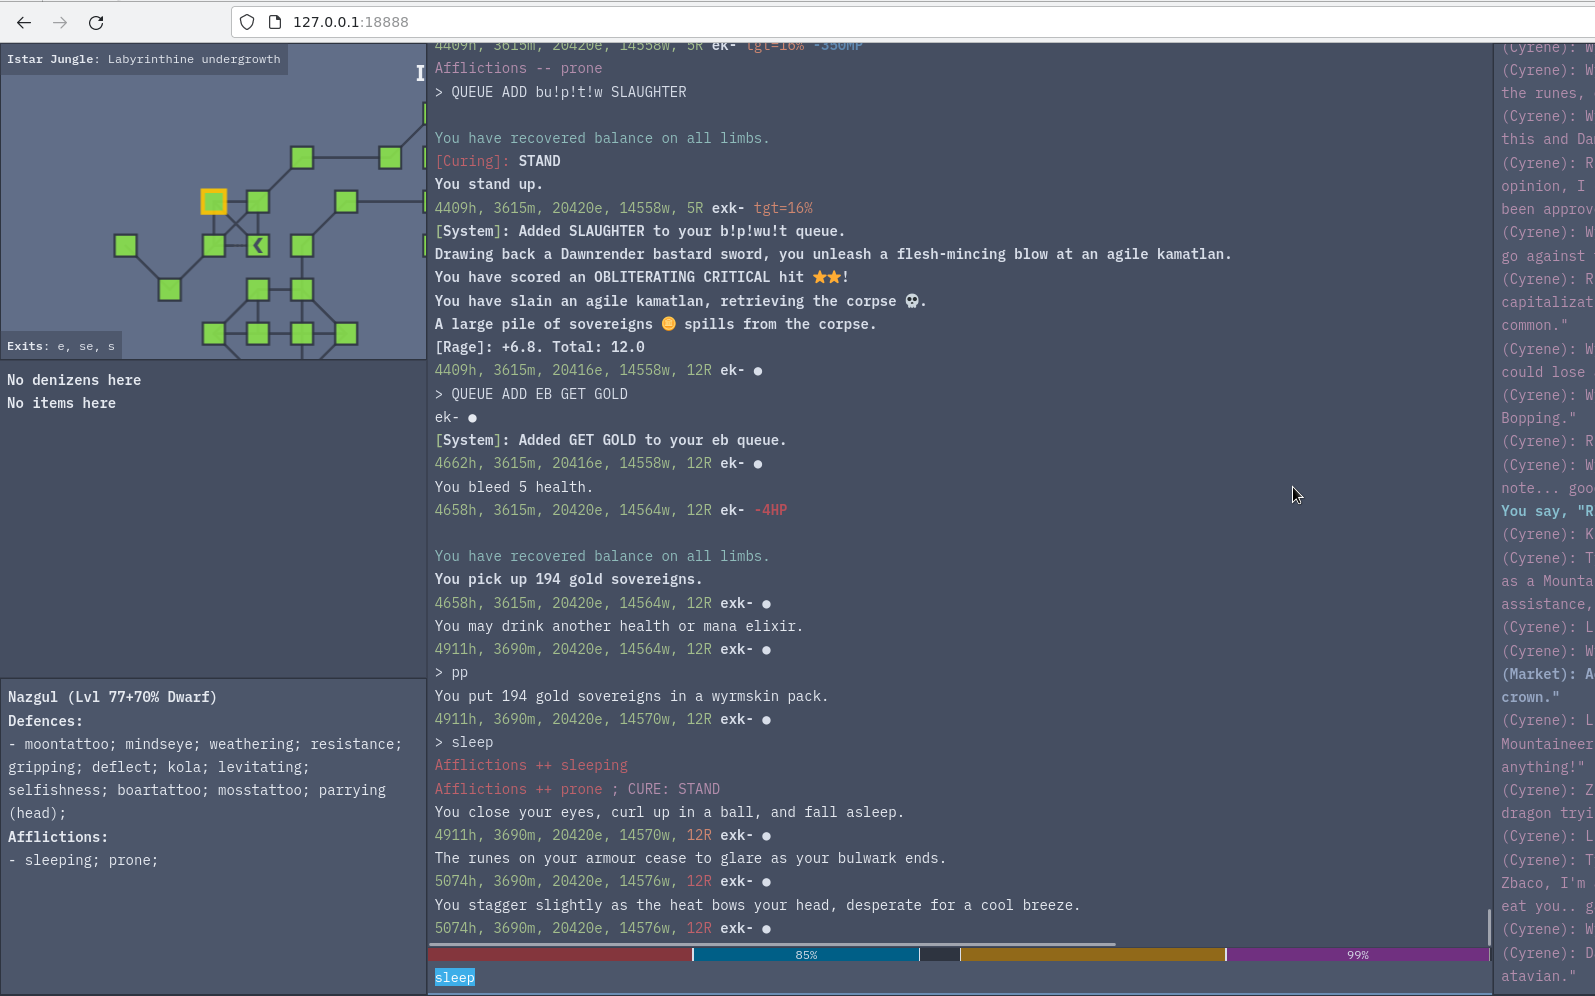 127.0.0.1:18888
Istar Jungle: Labyrinthine undergrowth
I
Exits: e, se, s
No denizens here
No items here
Nazgul (Lvl 77+70% Dwarf)
Defences:
- moontattoo; mindseye; weathering; resistance;
gripping; deflect; kola; levitating;
selfishness; boartattoo; mosstattoo; parrying
(head);
Afflictions:
- sleeping; prone;
4409h, 3615m, 20420e, 14558w, 5R ek- tgt=16% -350MP
Afflictions -- prone
> QUEUE ADD bu!p!t!w SLAUGHTER
You have recovered balance on all limbs.
[Curing]: STAND
You stand up.
4409h, 3615m, 20420e, 14558w, 5R exk- tgt=16%
[System]: Added SLAUGHTER to your b!p!wu!t queue.
Drawing back a Dawnrender bastard sword, you unleash a flesh-mincing blow at an agile kamatlan.
You have scored an OBLITERATING CRITICAL hit ⭐⭐!
You have slain an agile kamatlan, retrieving the corpse 💀.
A large pile of sovereigns 🪙 spills from the corpse.
[Rage]: +6.8. Total: 12.0
4409h, 3615m, 20416e, 14558w, 12R ek- ●
> QUEUE ADD EB GET GOLD
ek- ●
[System]: Added GET GOLD to your eb queue.
4662h, 3615m, 20416e, 14558w, 12R ek- ●
You bleed 5 health.
4658h, 3615m, 20420e, 14564w, 12R ek- -4HP
You have recovered balance on all limbs.
You pick up 194 gold sovereigns.
4658h, 3615m, 20420e, 14564w, 12R exk- ●
You may drink another health or mana elixir.
4911h, 3690m, 20420e, 14564w, 12R exk- ●
> pp
You put 194 gold sovereigns in a wyrmskin pack.
4911h, 3690m, 20420e, 14570w, 12R exk- ●
> sleep
Afflictions ++ sleeping
Afflictions ++ prone ; CURE: STAND
You close your eyes, curl up in a ball, and fall asleep.
4911h, 3690m, 20420e, 14570w, 12R exk- ●
The runes on your armour cease to glare as your bulwark ends.
5074h, 3690m, 20420e, 14576w, 12R exk- ●
You stagger slightly as the heat bows your head, desperate for a cool breeze.
5074h, 3690m, 20420e, 14576w, 12R exk- ●
85%
99%
sleep
(Cyrene): W
(Cyrene): W
the runes,
(Cyrene): W
this and Da
(Cyrene): R
opinion, I
been approv
(Cyrene): W
go against
(Cyrene): R
capitalizat
common."
(Cyrene): W
could lose
(Cyrene): W
Bopping."
(Cyrene): R
(Cyrene): W
note... goo
You say, "R
(Cyrene): K
(Cyrene): T
as a Mounta
assistance,
(Cyrene): L
(Cyrene): W
(Market): A
crown."
(Cyrene): L
Mountaineer
anything!"
(Cyrene): Z
dragon tryi
(Cyrene): L
(Cyrene): T
Zbaco, I'm
eat you.. g
(Cyrene): W
(Cyrene): D
atavian."